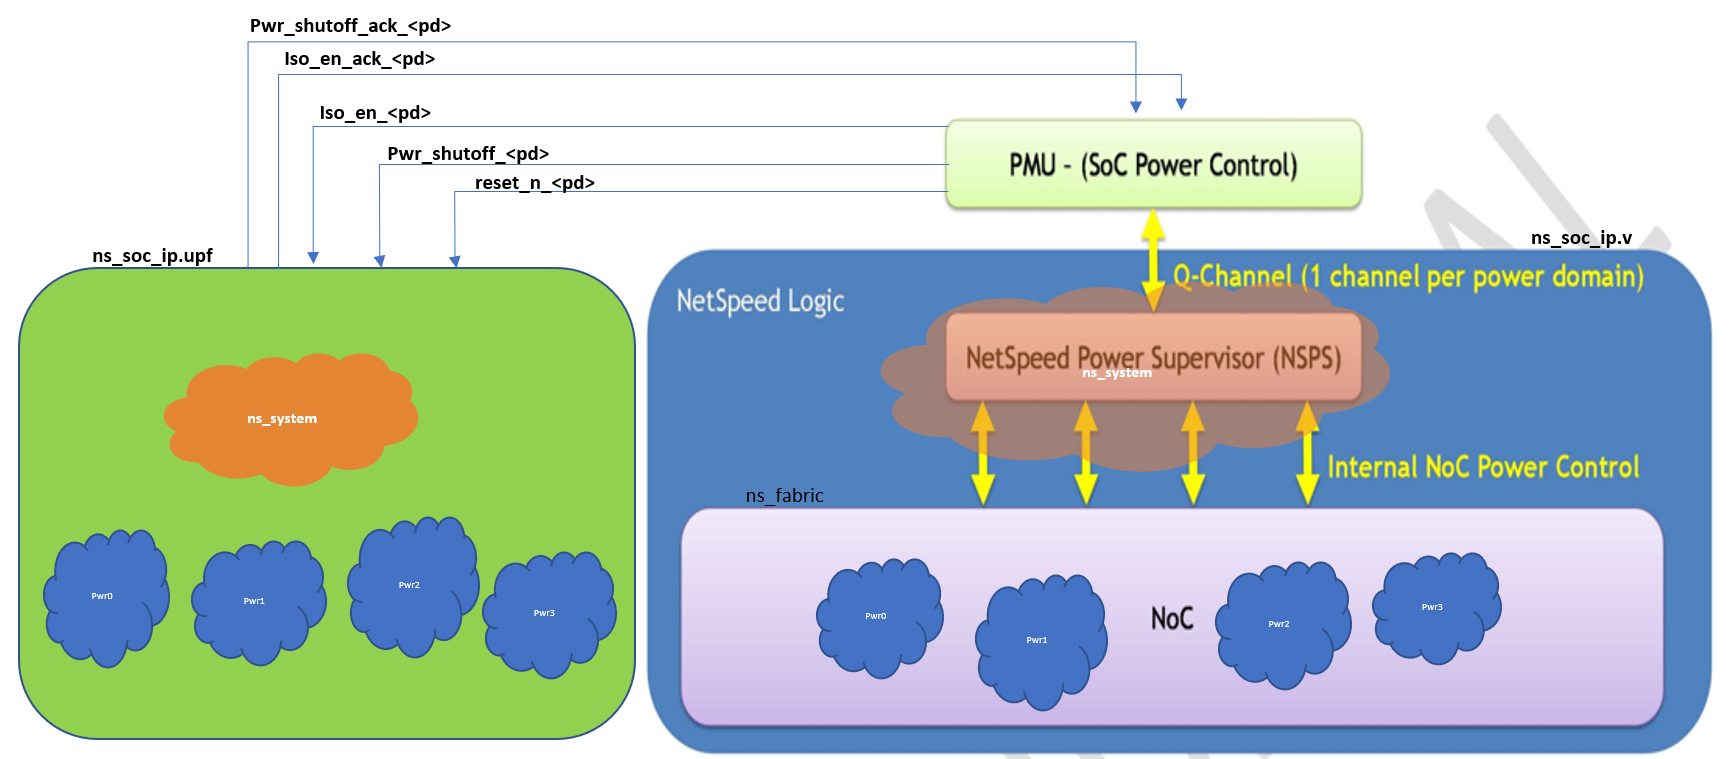 Pwr_shutoff_ack_<pd>
Iso_en_ack_<pd>
Iso_en_<pd>
Pwr_shutoff_<pd>
reset_n_<pd>
PMU - (SoC Power Control)
ns_soc_ip.upf
ns_soc_ip.v
Q-Channel (1 channel per power domain)
NetSpeed Logic
NetSpeed Power Supervisor (NSPS)
ns_system
ns_system
Internal NoC Power Control
ns_fabric
Pwr0
Pwr1
Pwr2
Pwr3
Pwr0
Pwr1
NoC
Pwr2
Pwr3